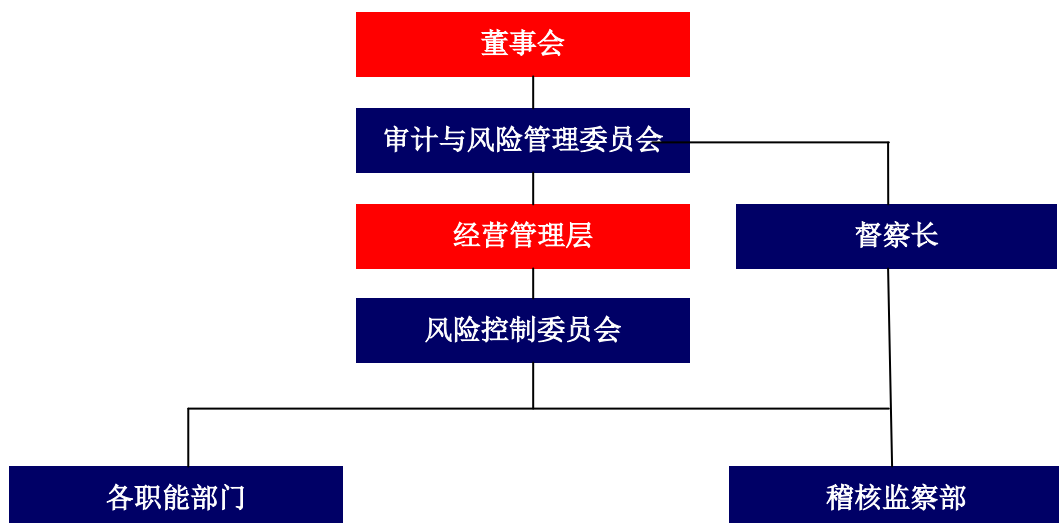 董事会
审计与风险管理委员会
经营管理层
督察长
风险控制委员会
各职能部门
稽核监察部